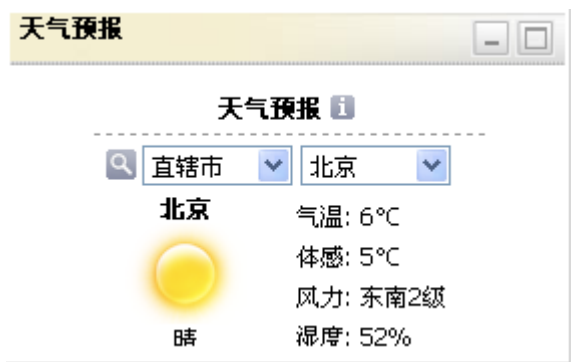 天气预报
天气预报
直辖市 北京
北京
气温: 6℃
体感: 5℃
风力: 东南2级
晴
湿度: 52%